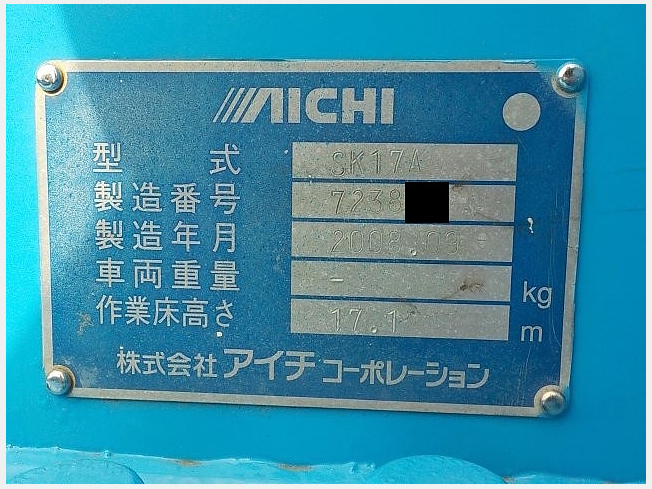 AICHI
型式 SK17A
製造番号 7238
製造年月 2008.09
車両重量 - kg
作業床高さ 17.1 m
株式会社アイチコーポレーション